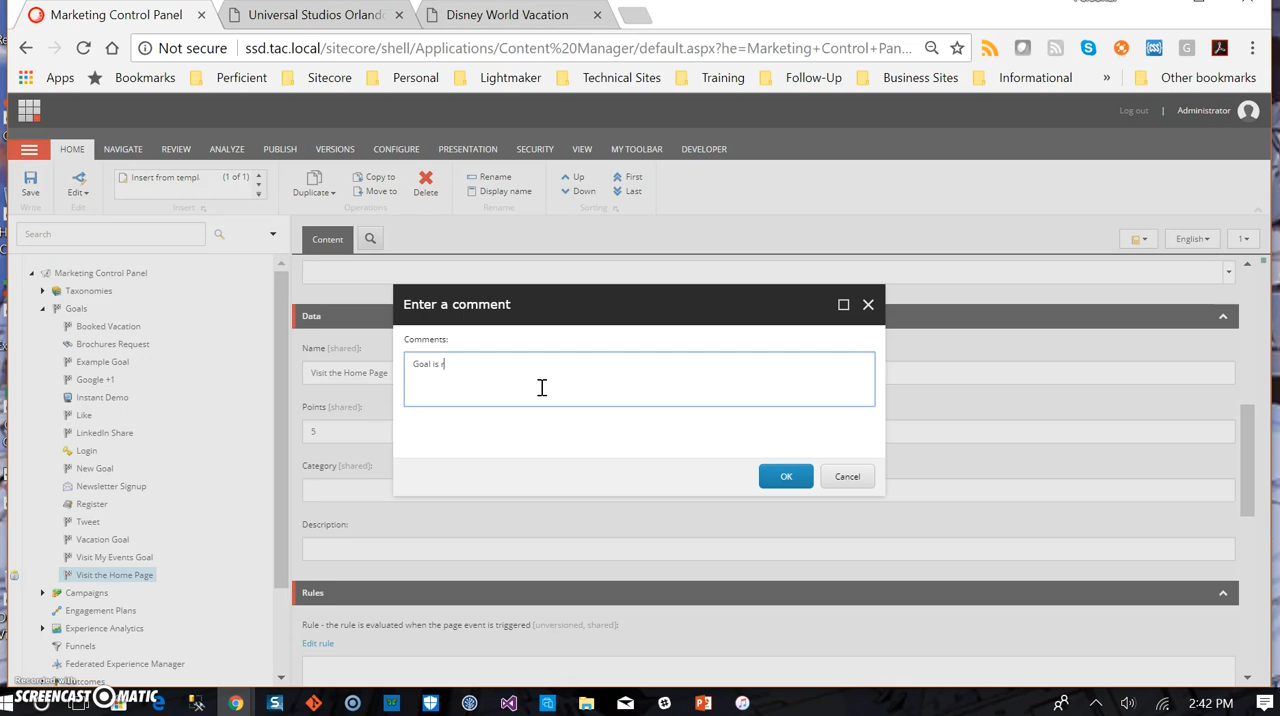 Marketing Control Panel
Universal Studios Orland
Disney World Vacation
Not secure
ssd.tac.local/sitecore/shell/Applications/Content%20Manager/default.aspx?he=Marketing+Control+Pan...
Apps
Bookmarks
Perficient
Sitecore
Personal
Lightmaker
Technical Sites
Training
Follow-Up
Business Sites
Informational
»
Other bookmarks
Log out
Administrator
HOME
NAVIGATE
REVIEW
ANALYZE
PUBLISH
VERSIONS
CONFIGURE
PRESENTATION
SECURITY
VIEW
MY TOOLBAR
DEVELOPER
Save
Write
Edit
Edit
Insert from templ
(1 of 1)
Insert
Duplicate
Copy to
Move to
Delete
Operations
Rename
Display name
Rename
Up
Down
First
Last
Sorting
Search
Content
English
1
Marketing Control Panel
Taxonomies
Goals
Booked Vacation
Brochures Request
Example Goal
Google +1
Instant Demo
Like
LinkedIn Share
Login
New Goal
Newsletter Signup
Register
Tweet
Vacation Goal
Visit My Events Goal
Visit the Home Page
Campaigns
Engagement Plans
Experience Analytics
Funnels
Federated Experience Manager
Outcomes
Data
Name [shared]:
Visit the Home Page
Points [shared]:
5
Category [shared]:
Description:
Rules
Rule - the rule is evaluated when the page event is triggered [unversioned, shared]:
Edit rule
Enter a comment
Comments:
Goal is r
OK
Cancel
Recorded with
SCREENCAST MATIC
2:42 PM